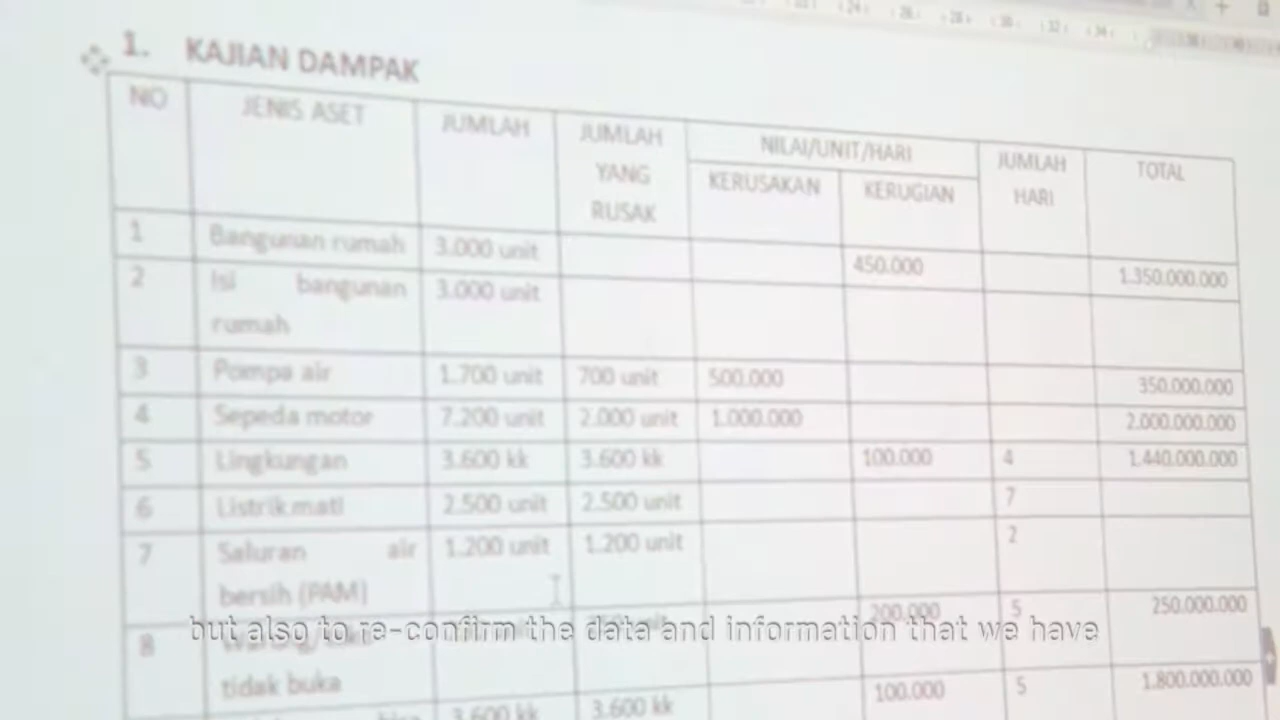 1. KAJIAN DAMPAK
NO JENIS ASET JUMLAH JUMLAH YANG RUSAK NILAI/UNIT/HARI JUMLAH HARI TOTAL
KERUSAKAN KERUGIAN
1 Bangunan rumah 3.000 unit 450.000 1.350.000.000
2 Isi bangunan rumah 3.000 unit
3 Pompa air 1.700 unit 700 unit 500.000 350.000.000
4 Sepeda motor 7.200 unit 2.000 unit 1.000.000 2.000.000.000
5 Lingkungan 3.600 kk 3.600 kk 100.000 4 1.440.000.000
6 Listrik mati 2.500 unit 2.500 unit 7
7 Saluran air bersih (PAM) 1.200 unit 1.200 unit 2
8 tidak buka 200.000 5 250.000.000
3.600 kk 3.600 kk 100.000 5 1.800.000.000
but also to re-confirm the data and information that we have